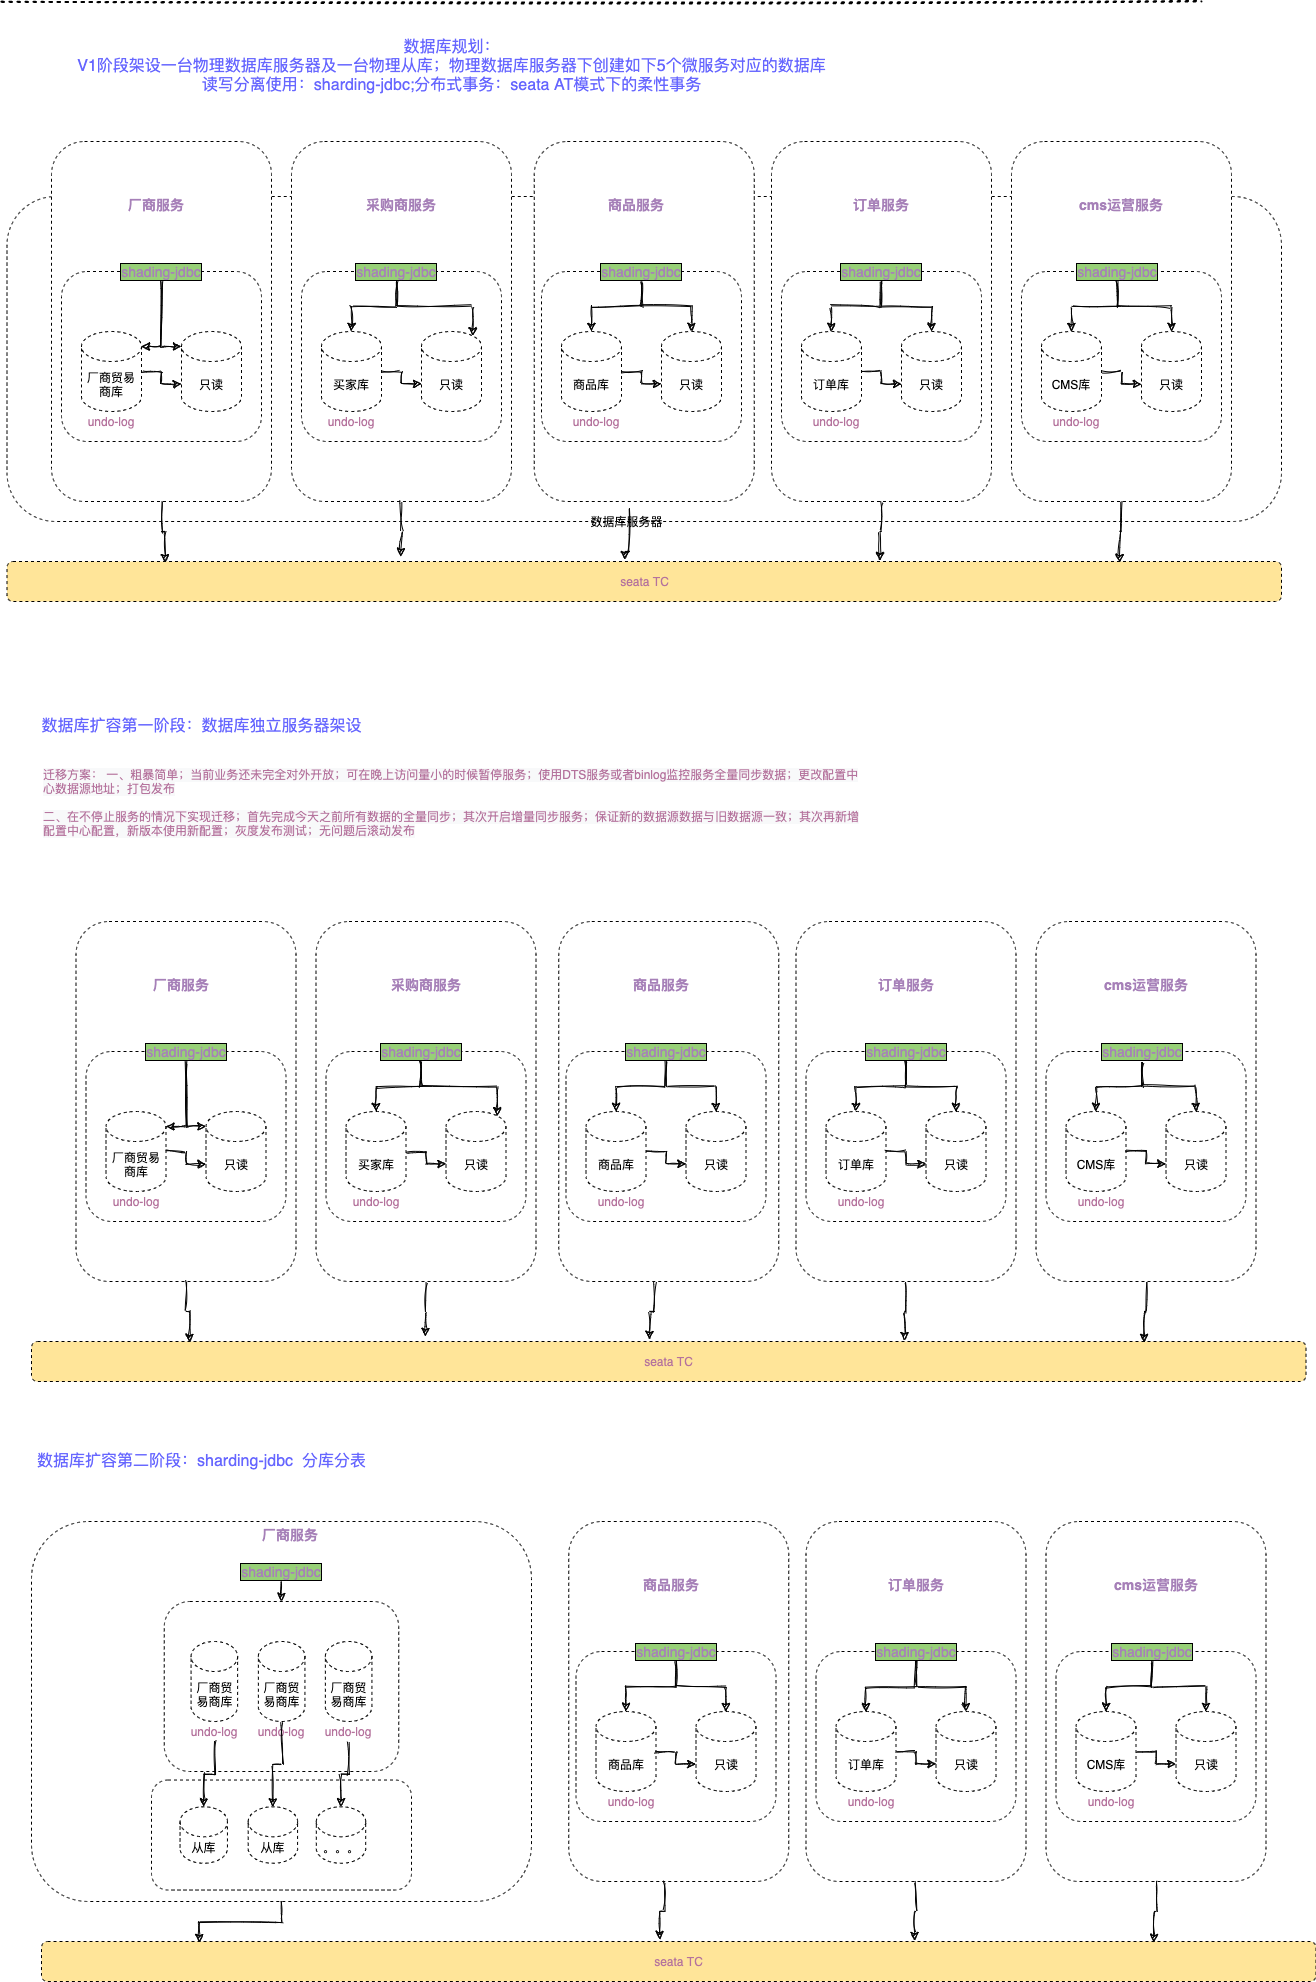 数据库规划：
V1阶段架设一台物理数据库服务器及一台物理从库；物理数据库服务器下创建如下5个微服务对应的数据库
读写分离使用：sharding-jdbc;分布式事务：seata AT模式下的柔性事务
厂商服务
采购商服务
商品服务
订单服务
cms运营服务
shading-jdbc
shading-jdbc
shading-jdbc
shading-jdbc
shading-jdbc
厂商贸易
商库
只读
买家库
只读
商品库
只读
订单库
只读
CMS库
只读
undo-log
undo-log
undo-log
undo-log
undo-log
数据库服务器
seata TC
数据库扩容第一阶段：数据库独立服务器架设
迁移方案： 一、粗暴简单；当前业务还未完全对外开放；可在晚上访问量小的时候暂停服务；使用DTS服务或者binlog监控服务全量同步数据；更改配置中
心数据源地址；打包发布
二、在不停止服务的情况下实现迁移；首先完成今天之前所有数据的全量同步；其次开启增量同步服务；保证新的数据源数据与旧数据源一致；其次再新增
配置中心配置，新版本使用新配置；灰度发布测试；无问题后滚动发布
厂商服务
采购商服务
商品服务
订单服务
cms运营服务
shading-jdbc
shading-jdbc
shading-jdbc
shading-jdbc
shading-jdbc
厂商贸易
商库
只读
买家库
只读
商品库
只读
订单库
只读
CMS库
只读
undo-log
undo-log
undo-log
undo-log
undo-log
seata TC
数据库扩容第二阶段：sharding-jdbc 分库分表
厂商服务
shading-jdbc
厂商贸
易商库
厂商贸
易商库
厂商贸
易商库
undo-log
undo-log
undo-log
从库
从库
。。。
商品服务
订单服务
cms运营服务
shading-jdbc
shading-jdbc
shading-jdbc
商品库
只读
订单库
只读
CMS库
只读
undo-log
undo-log
undo-log
seata TC